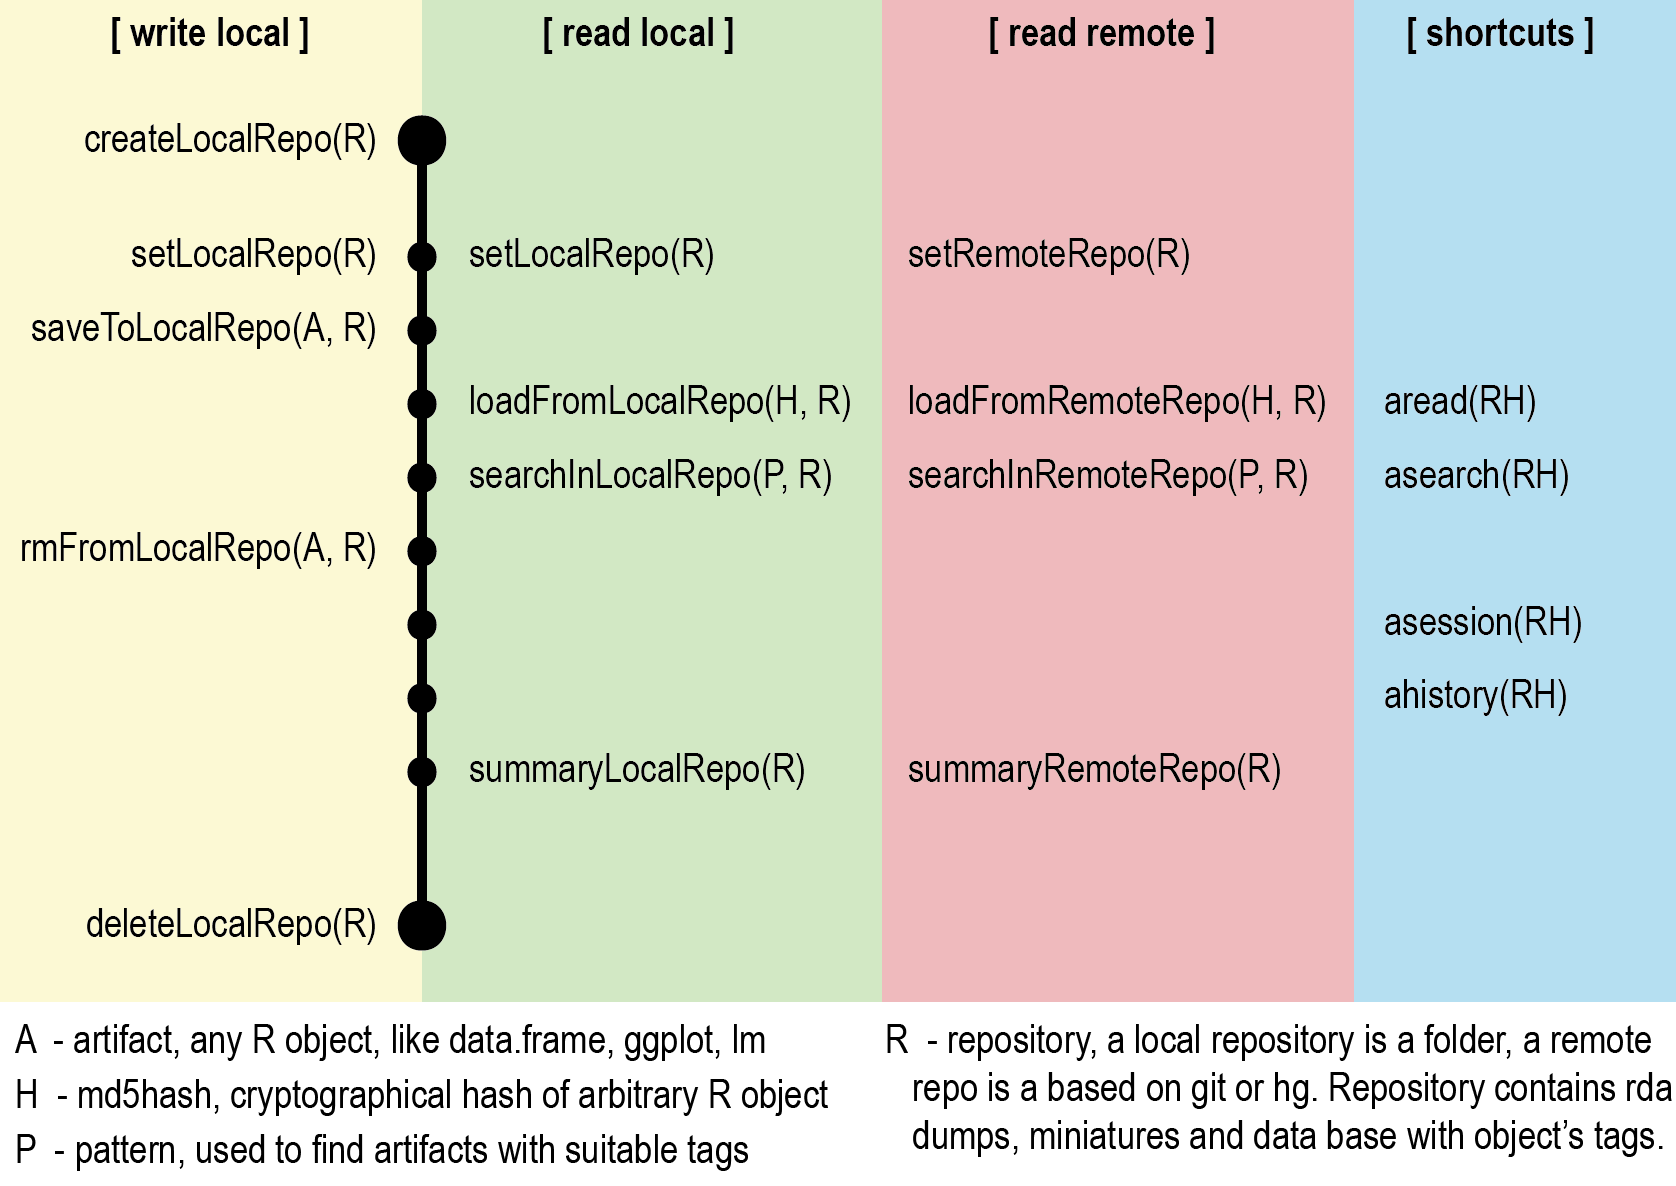 [ write local ] [ read local ] [ read remote ] [ shortcuts ]
createLocalRepo(R)
setLocalRepo(R) setLocalRepo(R) setRemoteRepo(R)
saveToLocalRepo(A, R)
loadFromLocalRepo(H, R) loadFromRemoteRepo(H, R) aread(RH)
searchInLocalRepo(P, R) searchInRemoteRepo(P, R) asearch(RH)
rmFromLocalRepo(A, R)
asession(RH)
ahistory(RH)
summaryLocalRepo(R) summaryRemoteRepo(R)
deleteLocalRepo(R)
A - artifact, any R object, like data.frame, ggplot, lm
H - md5hash, cryptographical hash of arbitrary R object
P - pattern, used to find artifacts with suitable tags
R - repository, a local repository is a folder, a remote
repo is a based on git or hg. Repository contains rda
dumps, miniatures and data base with object's tags.